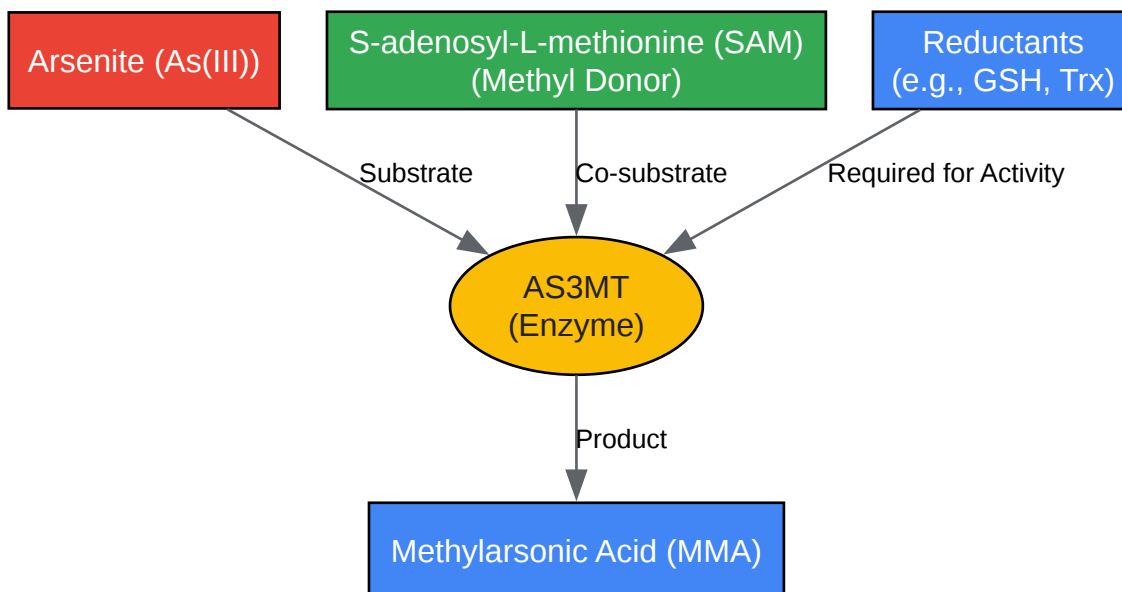 Arsenite (As(III))
S-adenosyl-L-methionine (SAM)
(Methyl Donor)
Reductants
(e.g., GSH, Trx)
Substrate
Co-substrate
Required for Activity
AS3MT
(Enzyme)
Product
Methylarsonic Acid (MMA)